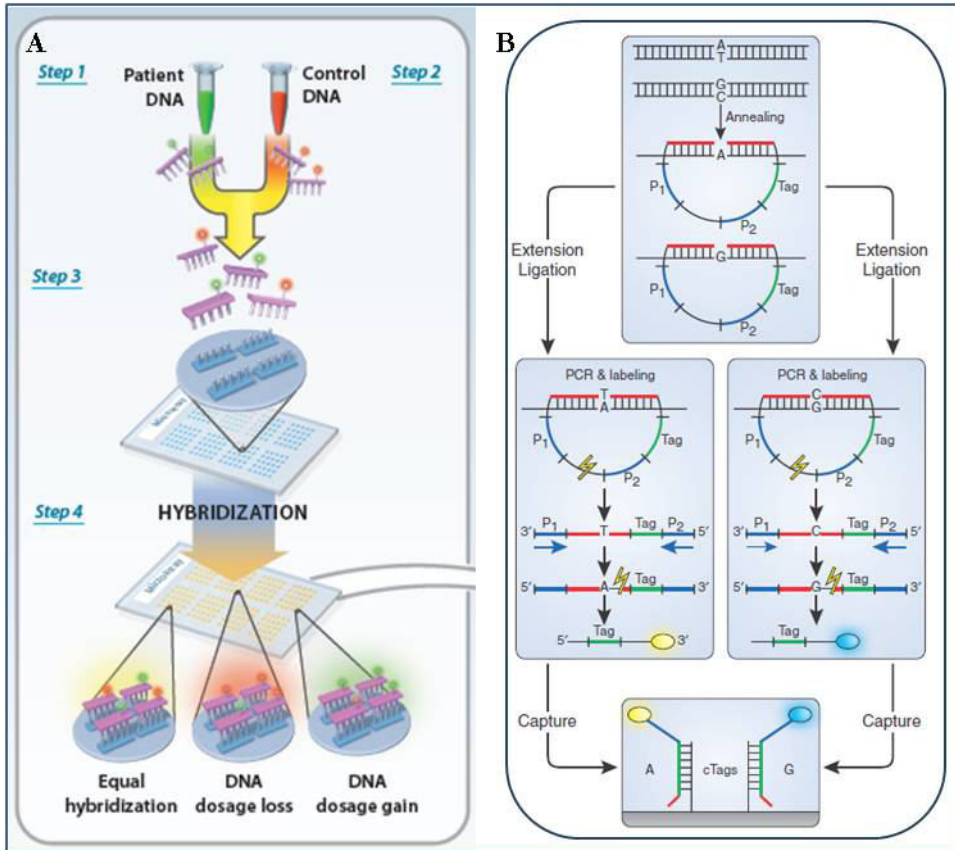 A
Step 1
Patient
DNA
Control
DNA
Step 2
Step 3
Step 4
HYBRIDIZATION
Equal
hybridization
DNA
dosage loss
DNA
dosage gain
B
A
T
G
C
Annealing
A
P1
Tag
P2
G
P1
Tag
P2
Extension
Ligation
Extension
Ligation
PCR & labeling
T
A
P1
Tag
P2
3′ P1 T Tag P2 5′
5′ A Tag 3′
5′ Tag 3′
PCR & labeling
C
G
P1
Tag
P2
3′ P1 C Tag P2 5′
5′ G Tag 3′
Tag
Capture
Capture
A cTags G